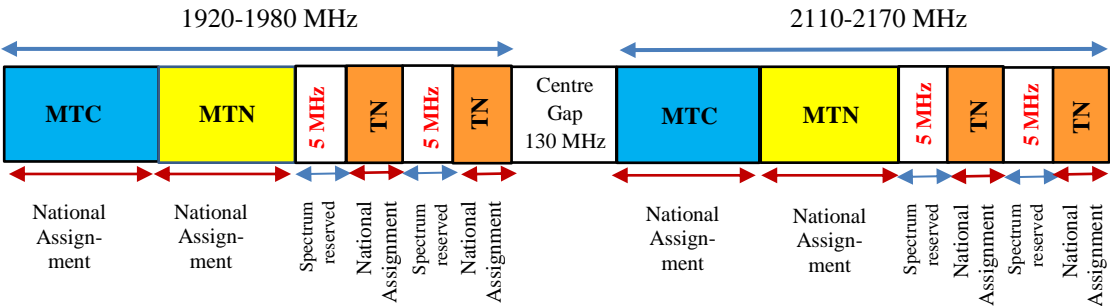 1920-1980 MHz
2110-2170 MHz
MTC
MTN
5 MHz
TN
5 MHz
TN
Centre
Gap
130 MHz
MTC
MTN
5 MHz
TN
5 MHz
TN
National
Assign-
ment
National
Assign-
ment
Spectrum
reserved
National
Assignment
Spectrum
reserved
National
Assignment
National
Assign-
ment
National
Assign-
ment
Spectrum
reserved
National
Assignment
Spectrum
reserved
National
Assignment